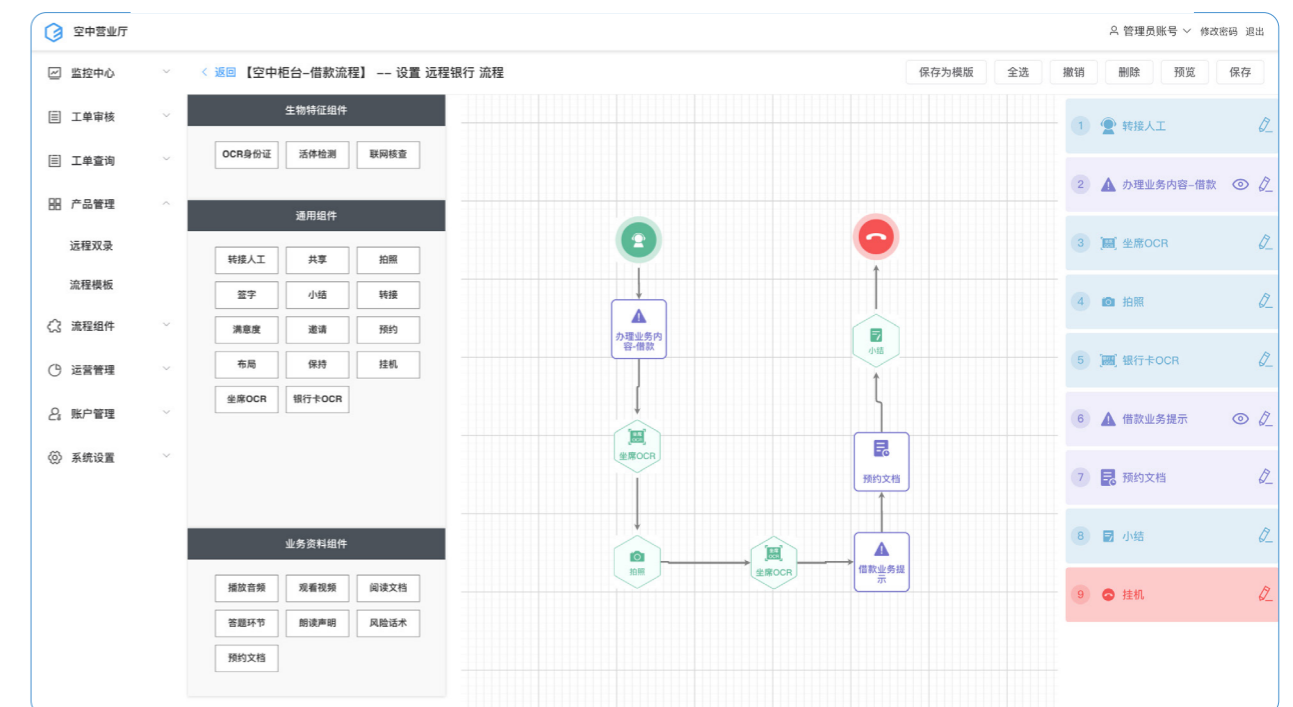 空中营业厅
管理员账号 修改密码 退出
监控中心
工单审核
工单查询
产品管理
远程双录
流程模板
流程组件
运营管理
账户管理
系统设置
返回 【空中柜台-借款流程】 -- 设置 远程银行 流程
保存为模版 全选 撤销 删除 预览 保存
生物特征组件
OCR身份证 活体检测 联网核查
通用组件
转接人工 共享 拍照
签字 小结 转接
满意度 邀请 预约
布局 保持 挂机
坐席OCR 银行卡OCR
业务资料组件
播放音频 观看视频 阅读文档
答题环节 朗读声明 风险话术
预约文档
办理业务内
容-借款
坐席OCR
拍照
坐席OCR
借款业务提
示
预约文档
小结
1 转接人工
2 办理业务内容-借款
3 坐席OCR
4 拍照
5 银行卡OCR
6 借款业务提示
7 预约文档
8 小结
9 挂机